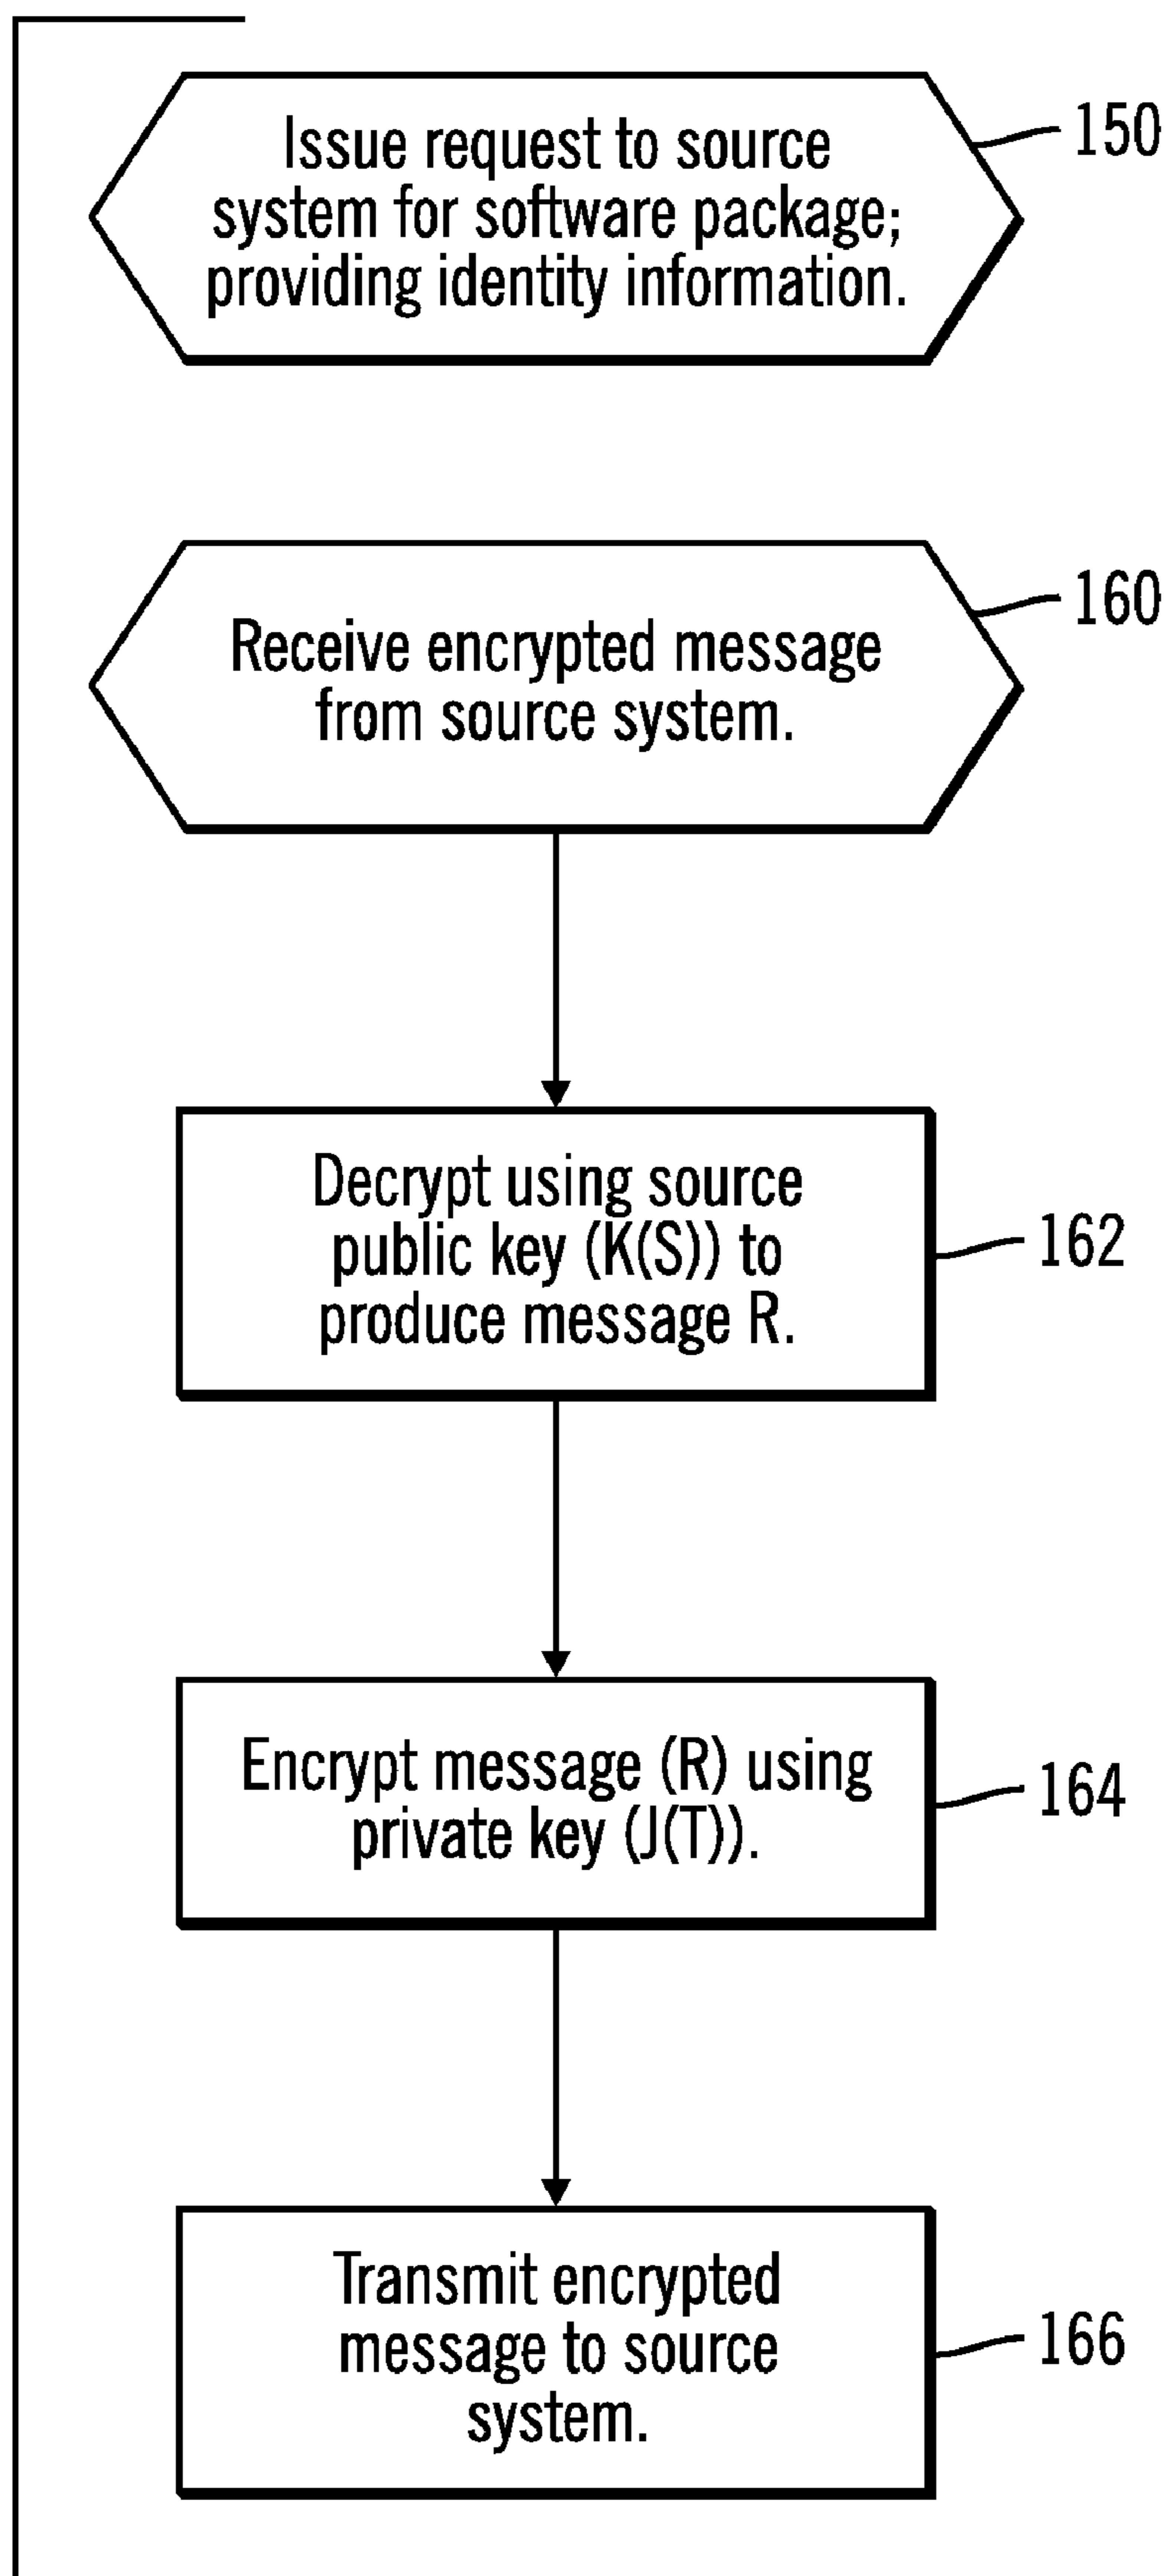 Issue request to source
system for software package;
providing identity information.
150
Receive encrypted message
from source system.
160
Decrypt using source
public key (K(S)) to
produce message R.
162
Encrypt message (R) using
private key (J(T)).
164
Transmit encrypted
message to source
system.
166